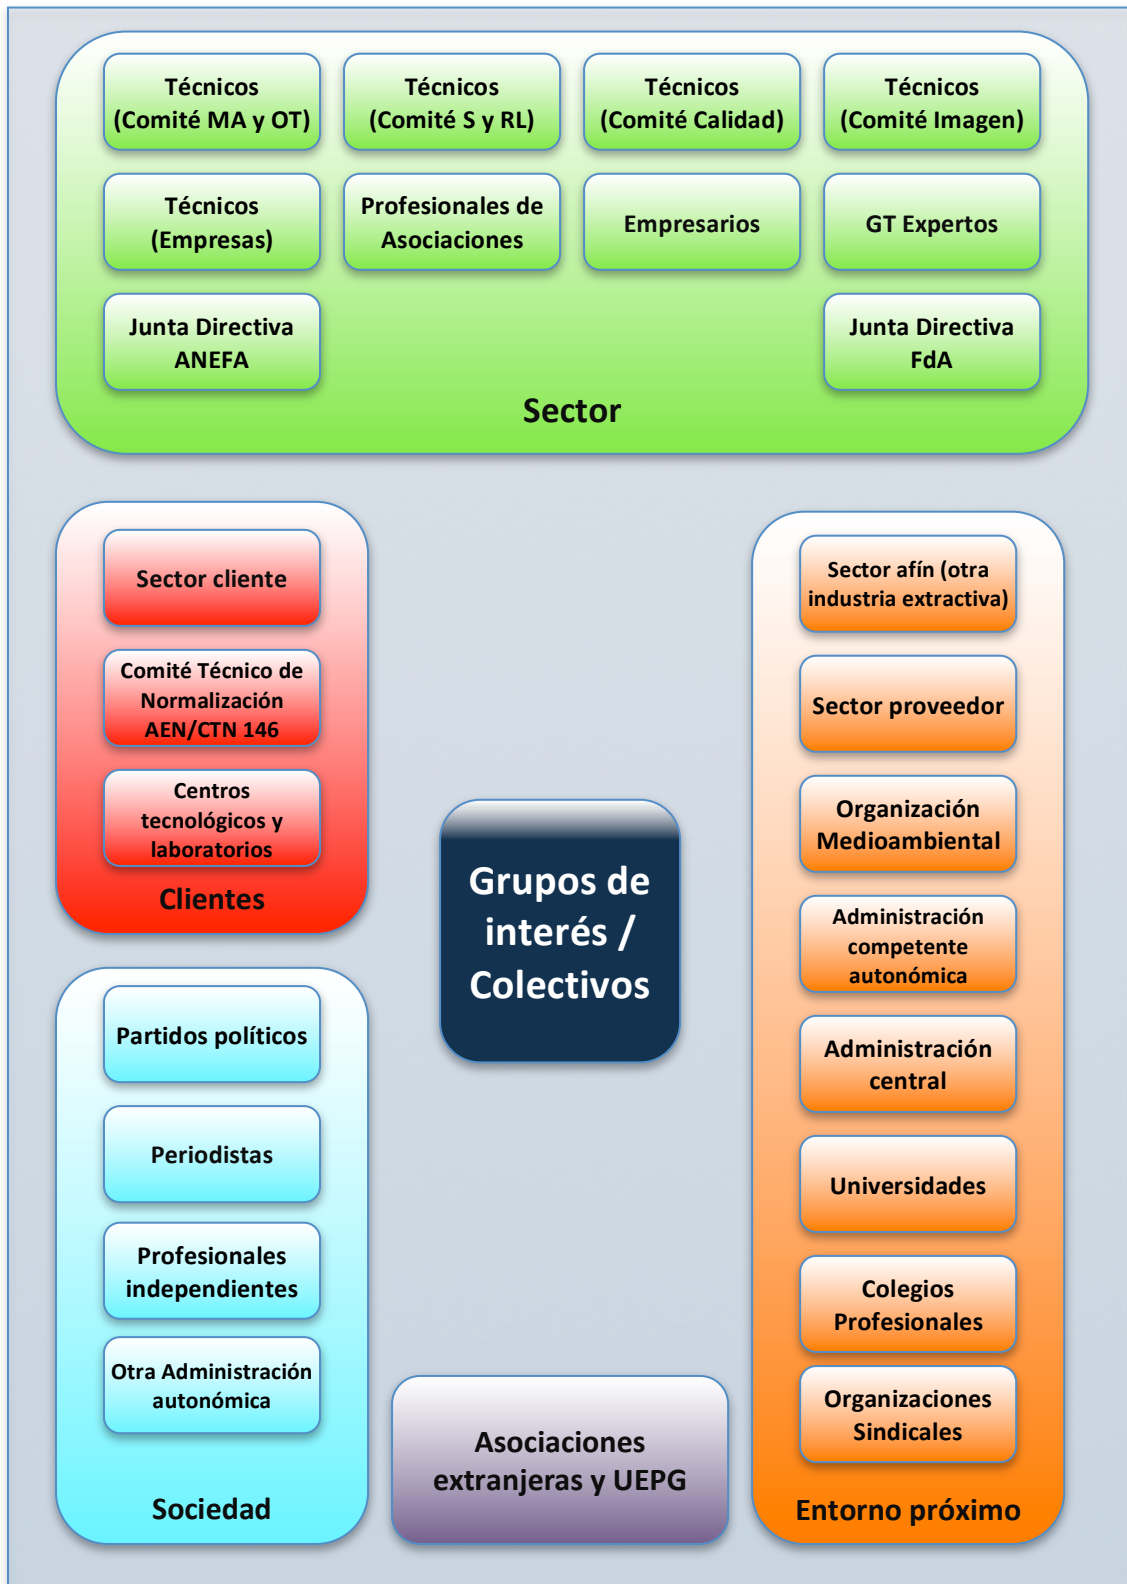 Técnicos
(Comité MA y OT)
Técnicos
(Comité S y RL)
Técnicos
(Comité Calidad)
Técnicos
(Comité Imagen)
Técnicos
(Empresas)
Profesionales de
Asociaciones
Empresarios
GT Expertos
Junta Directiva
ANEFA
Junta Directiva
FdA
Sector
Sector cliente
Comité Técnico de
Normalización
AEN/CTN 146
Centros
tecnológicos y
laboratorios
Clientes
Partidos políticos
Periodistas
Profesionales
independientes
Otra Administración
autonómica
Sociedad
Grupos de
interés /
Colectivos
Asociaciones
extranjeras y UEPG
Sector afín (otra
industria extractiva)
Sector proveedor
Organización
Medioambiental
Administración
competente
autonómica
Administración
central
Universidades
Colegios
Profesionales
Organizaciones
Sindicales
Entorno próximo